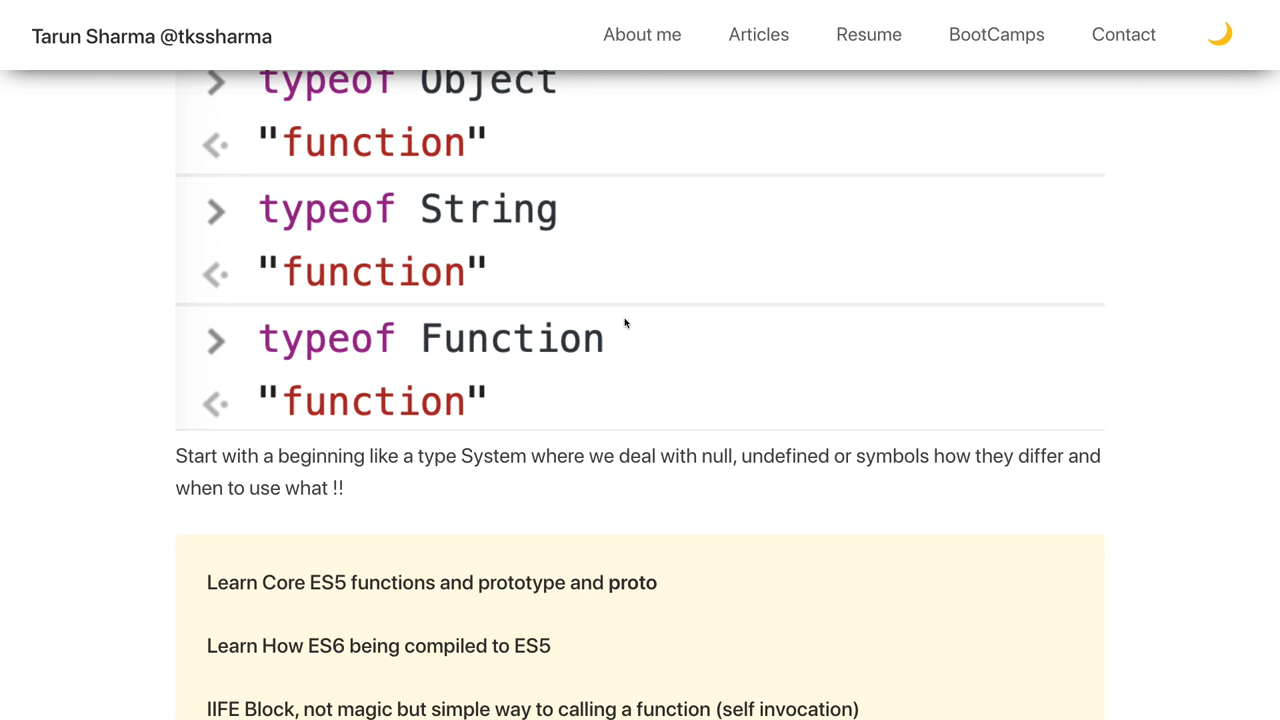 Tarun Sharma @tkssharma
About me
Articles
Resume
BootCamps
Contact
> typeof Object
"function"
> typeof String
"function"
> typeof Function
"function"
Start with a beginning like a type System where we deal with null, undefined or symbols how they differ and
when to use what !!
Learn Core ES5 functions and prototype and proto
Learn How ES6 being compiled to ES5
IIFE Block, not magic but simple way to calling a function (self invocation)